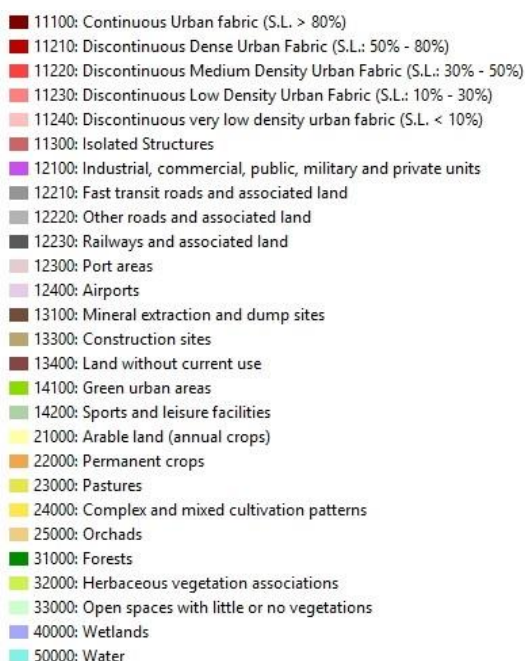 11100: Continuous Urban fabric (S.L. > 80%)
11210: Discontinuous Dense Urban Fabric (S.L.: 50% - 80%)
11220: Discontinuous Medium Density Urban Fabric (S.L.: 30% - 50%)
11230: Discontinuous Low Density Urban Fabric (S.L.: 10% - 30%)
11240: Discontinuous very low density urban fabric (S.L. < 10%)
11300: Isolated Structures
12100: Industrial, commercial, public, military and private units
12210: Fast transit roads and associated land
12220: Other roads and associated land
12230: Railways and associated land
12300: Port areas
12400: Airports
13100: Mineral extraction and dump sites
13300: Construction sites
13400: Land without current use
14100: Green urban areas
14200: Sports and leisure facilities
21000: Arable land (annual crops)
22000: Permanent crops
23000: Pastures
24000: Complex and mixed cultivation patterns
25000: Orchads
31000: Forests
32000: Herbaceous vegetation associations
33000: Open spaces with little or no vegetations
40000: Wetlands
50000: Water